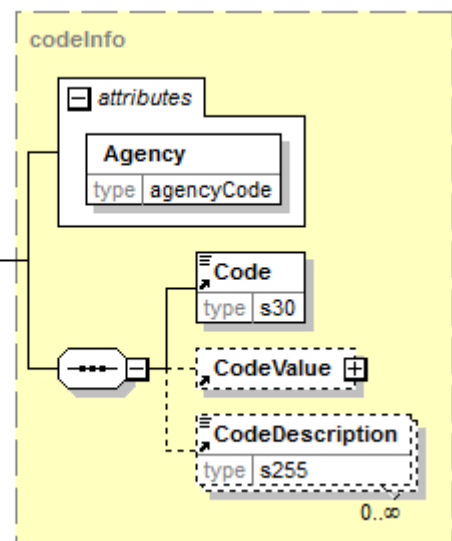 codeInfo
attributes
Agency
type agencyCode
Code
type s30
CodeValue
CodeDescription
type s255
0..∞